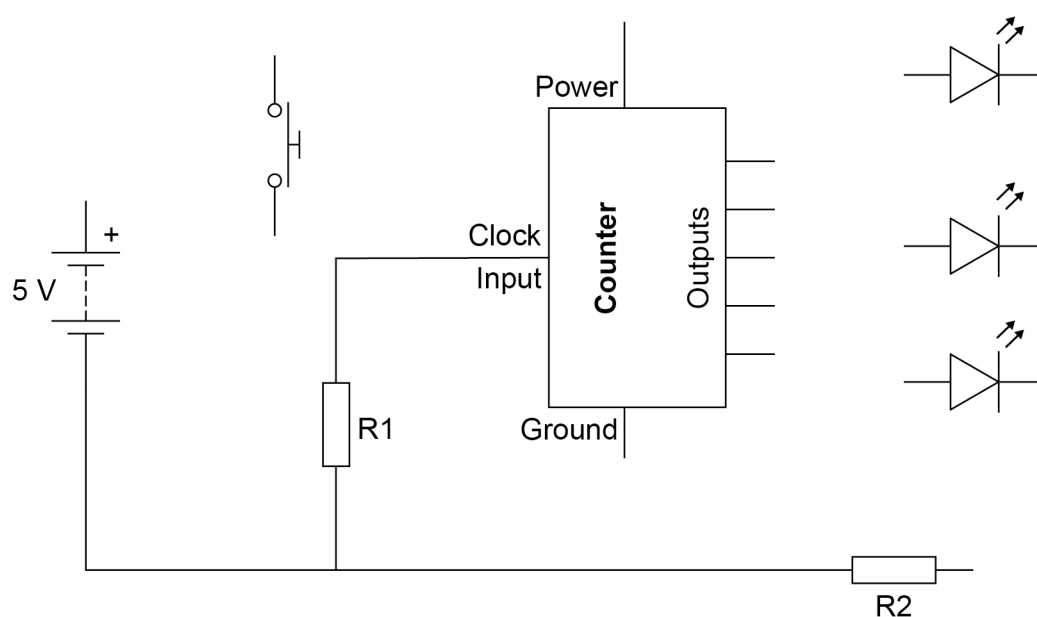 Power
+
5 V
Clock
Input
Counter
Outputs
R1
Ground
R2